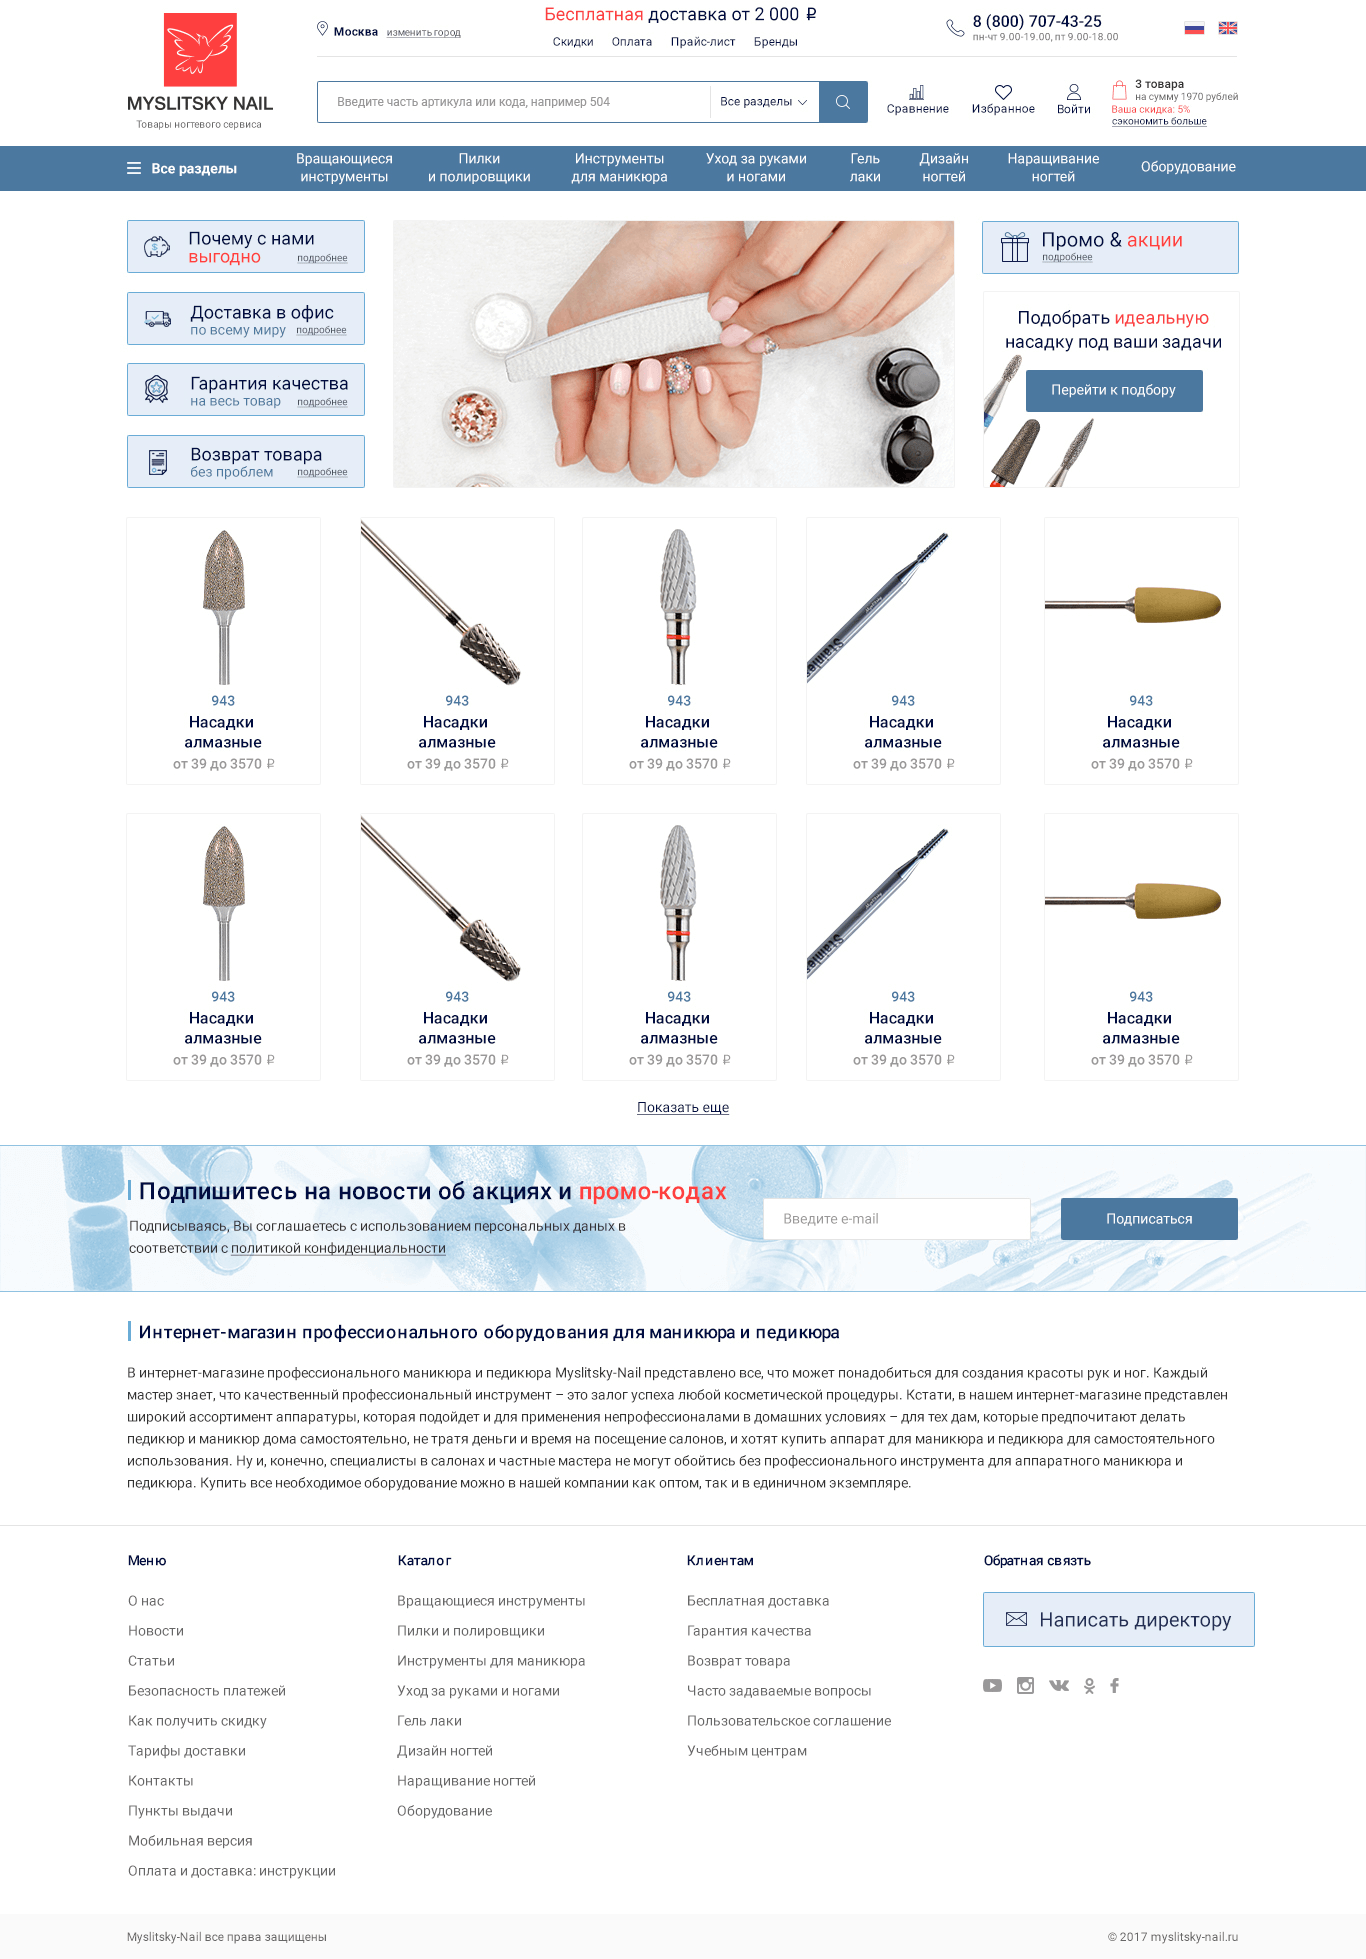 MYSLITSKY NAIL
Товары ногтевого сервиса
Москва изменить город
Бесплатная доставка от 2 000 ₽
Скидки Оплата Прайс-лист Бренды
8 (800) 707-43-25
пн-чт 9.00-19.00, пт 9.00-18.00
Введите часть артикула или кода, например 504
Все разделы
Сравнение
Избранное
Войти
3 товара
на сумму 1970 рублей
Ваша скидка: 5%
сэкономить больше
Все разделы
Вращающиеся
инструменты
Пилки
и полировщики
Инструменты
для маникюра
Уход за руками
и ногами
Гель
лаки
Дизайн
ногтей
Наращивание
ногтей
Оборудование
Почему с нами
выгодно подробнее
Доставка в офис
по всему миру подробнее
Гарантия качества
на весь товар подробнее
Возврат товара
без проблем подробнее
Промо & акции
подробнее
Подобрать идеальную
насадку под ваши задачи
Перейти к подбору
943
Насадки
алмазные
от 39 до 3570 ₽
943
Насадки
алмазные
от 39 до 3570 ₽
943
Насадки
алмазные
от 39 до 3570 ₽
943
Насадки
алмазные
от 39 до 3570 ₽
943
Насадки
алмазные
от 39 до 3570 ₽
943
Насадки
алмазные
от 39 до 3570 ₽
943
Насадки
алмазные
от 39 до 3570 ₽
943
Насадки
алмазные
от 39 до 3570 ₽
943
Насадки
алмазные
от 39 до 3570 ₽
943
Насадки
алмазные
от 39 до 3570 ₽
Показать еще
Подпишитесь на новости об акциях и промо-кодах
Подписываясь, Вы соглашаетесь с использованием персональных даных в
соответствии с политикой конфиденциальности
Введите e-mail
Подписаться
Интернет-магазин профессионального оборудования для маникюра и педикюра
В интернет-магазине профессионального маникюра и педикюра Myslitsky-Nail представлено все, что может понадобиться для создания красоты рук и ног. Каждый
мастер знает, что качественный профессиональный инструмент – это залог успеха любой косметической процедуры. Кстати, в нашем интернет-магазине представлен
широкий ассортимент аппаратуры, которая подойдет и для применения непрофессионалами в домашних условиях – для тех дам, которые предпочитают делать
педикюр и маникюр дома самостоятельно, не тратя деньги и время на посещение салонов, и хотят купить аппарат для маникюра и педикюра для самостоятельного
использования. Ну и, конечно, специалисты в салонах и частные мастера не могут обойтись без профессионального инструмента для аппаратного маникюра и
педикюра. Купить все необходимое оборудование можно в нашей компании как оптом, так и в единичном экземпляре.
Меню
О нас
Новости
Статьи
Безопасность платежей
Как получить скидку
Тарифы доставки
Контакты
Пункты выдачи
Мобильная версия
Оплата и доставка: инструкции
Каталог
Вращающиеся инструменты
Пилки и полировщики
Инструменты для маникюра
Уход за руками и ногами
Гель лаки
Дизайн ногтей
Наращивание ногтей
Оборудование
Клиентам
Бесплатная доставка
Гарантия качества
Возврат товара
Часто задаваемые вопросы
Пользовательское соглашение
Учебным центрам
Обратная связть
Написать директору
Myslitsky-Nail все права защищены
© 2017 myslitsky-nail.ru